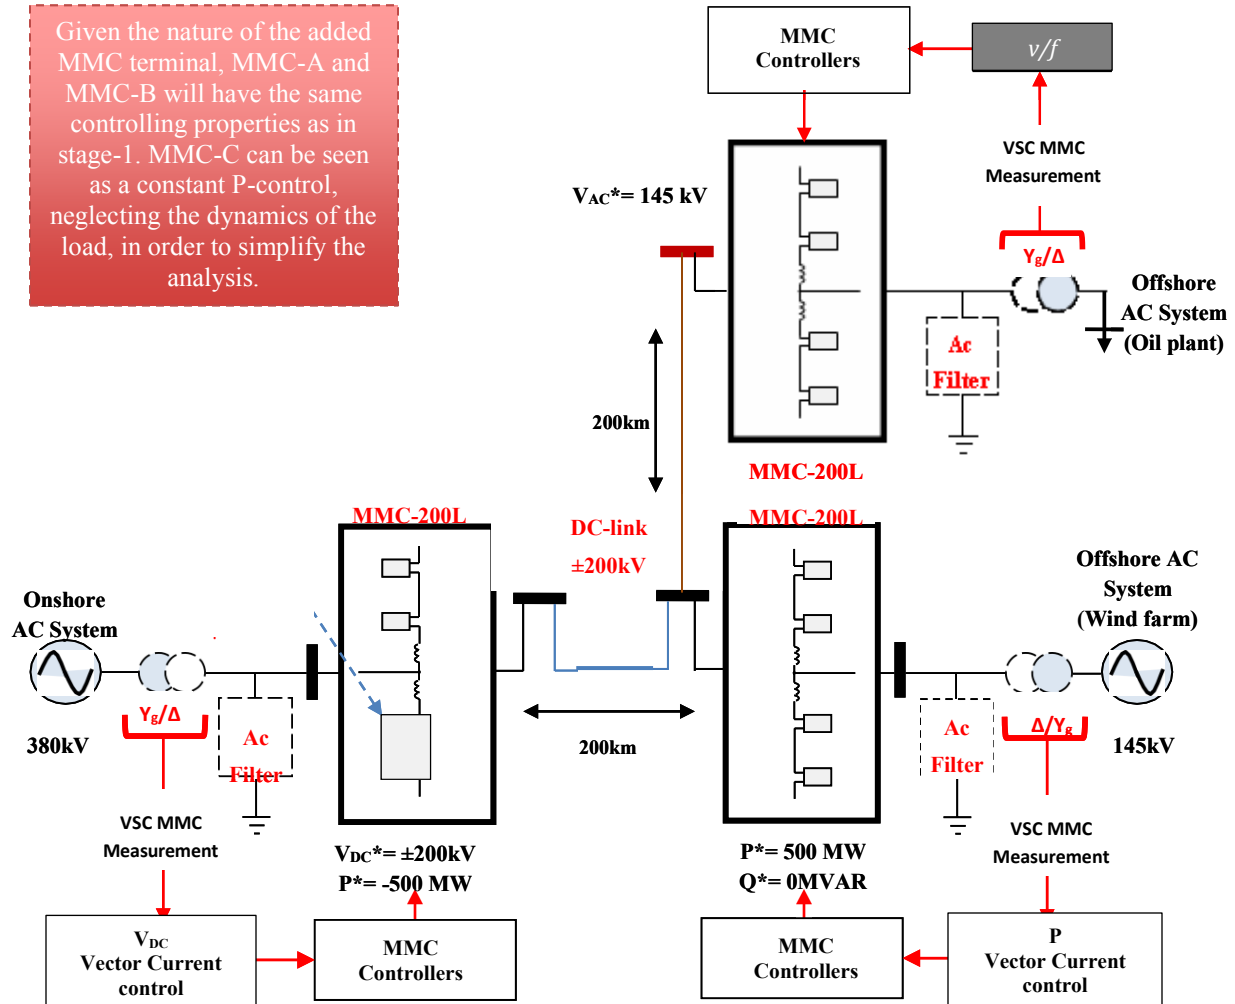 Given the nature of the added
MMC terminal, MMC-A and
MMC-B will have the same
controlling properties as in
stage-1. MMC-C can be seen
as a constant P-control,
neglecting the dynamics of the
load, in order to simplify the
analysis.
MMC
Controllers
v/f
VSC MMC
Measurement
VAC*= 145 kV
Yg/Δ
Offshore
AC System
(Oil plant)
Ac
Filter
200km
MMC-200L
MMC-200L
DC-link
±200kV
MMC-200L
Onshore
AC System
Offshore AC
System
(Wind farm)
Yg/Δ
380kV
Ac
Filter
200km
Ac
Filter
Δ/Yg
145kV
VSC MMC
Measurement
VDC*= ±200kV
P*= -500 MW
P*= 500 MW
Q*= 0MVAR
VSC MMC
Measurement
VDC
Vector Current
control
MMC
Controllers
MMC
Controllers
P
Vector Current
control